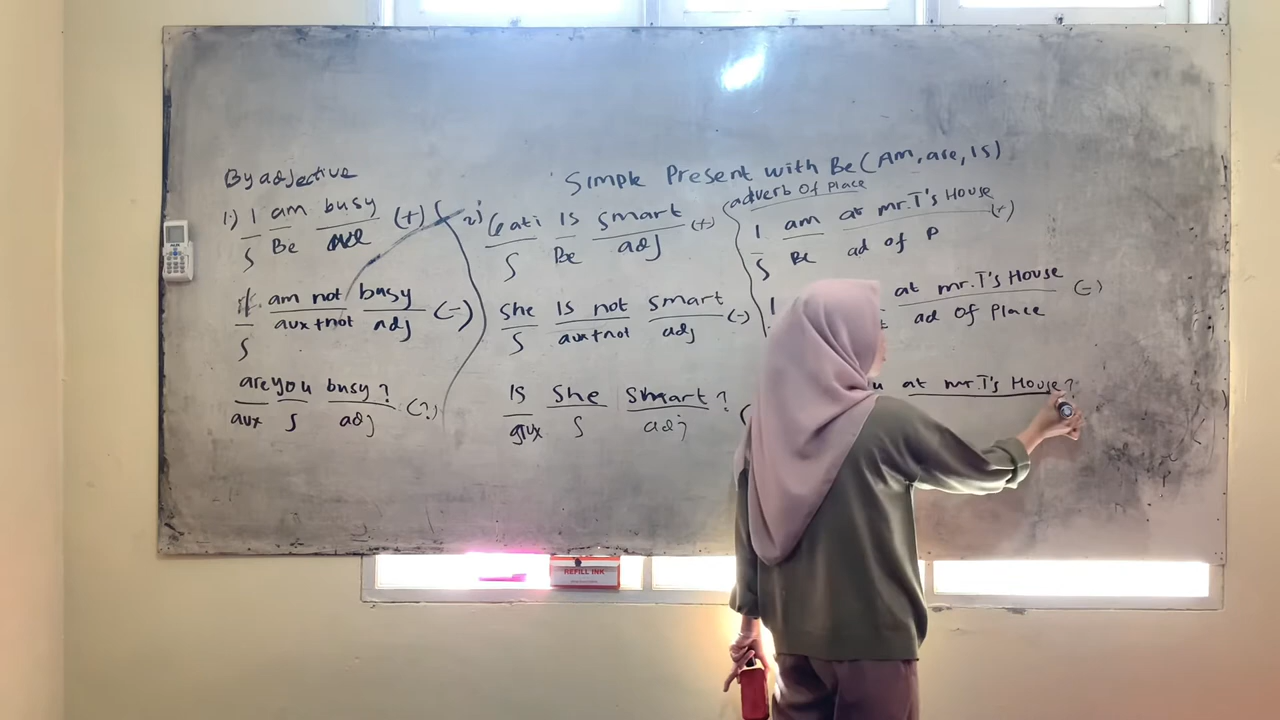 Simple Present with Be (Am, are, Is)
By adjective
1.) I am busy (+)
S Be
am not busy (-)
S aux+not adj
are you busy? (?)
aux S adj
2) Is smart (+)
S Be adj
she Is not smart (-)
S aux+not adj
Is she smart?
aux S adj
adverb of place
I am at mr.T's House (+)
S Be ad of P
I at mr.T's House (-)
ad of place
at mr.T's House?
REFILL INK